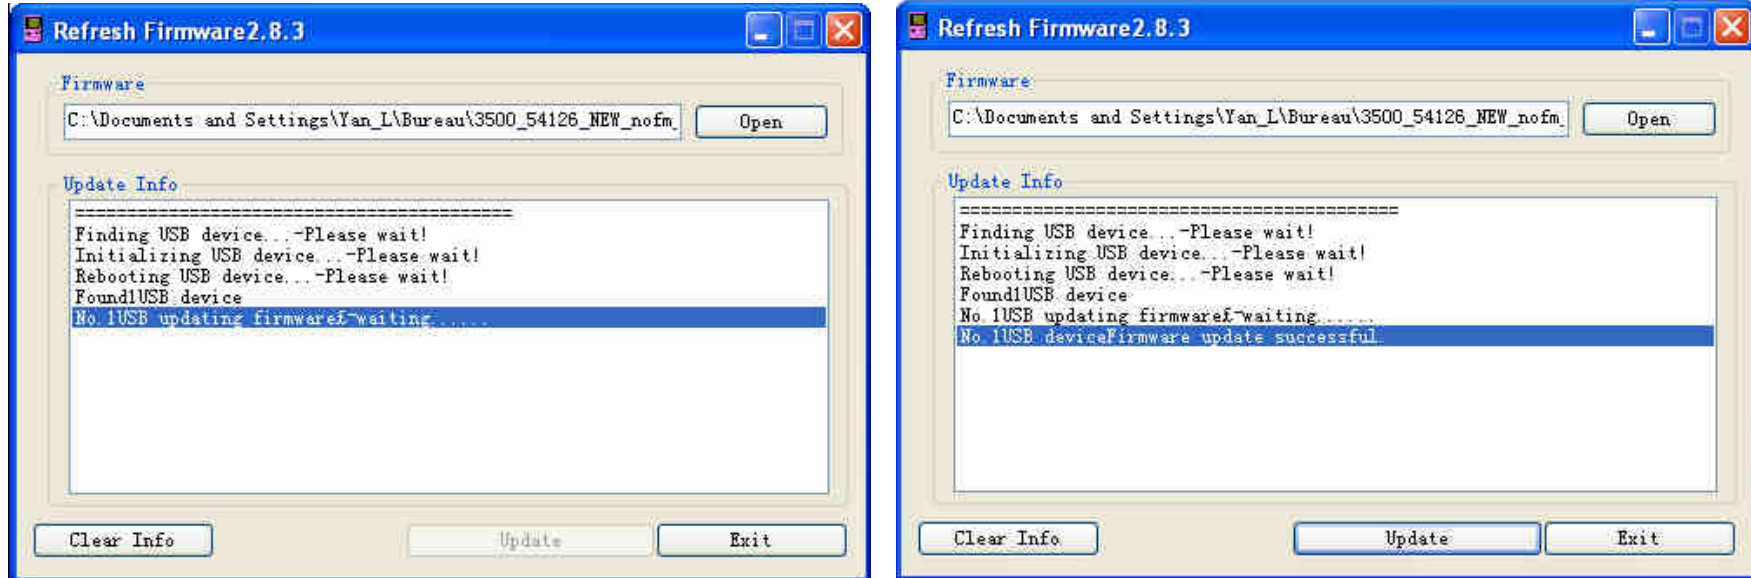 Refresh Firmware2.8.3
Firmware
C:\Documents and Settings\Yan_L\Bureau\3500_54126_NEW_nofm_
Open
Update Info
==========================================
Finding USB device...-Please wait!
Initializing USB device...-Please wait!
Rebooting USB device...-Please wait!
Found1USB device
No.1USB updating firmware£¬waiting......
Clear Info
Update
Exit
Refresh Firmware2.8.3
Firmware
C:\Documents and Settings\Yan_L\Bureau\3500_54126_NEW_nofm_
Open
Update Info
==========================================
Finding USB device...-Please wait!
Initializing USB device...-Please wait!
Rebooting USB device...-Please wait!
Found1USB device
No.1USB updating firmware£¬waiting......
No.1USB deviceFirmware update successful.
Clear Info
Update
Exit